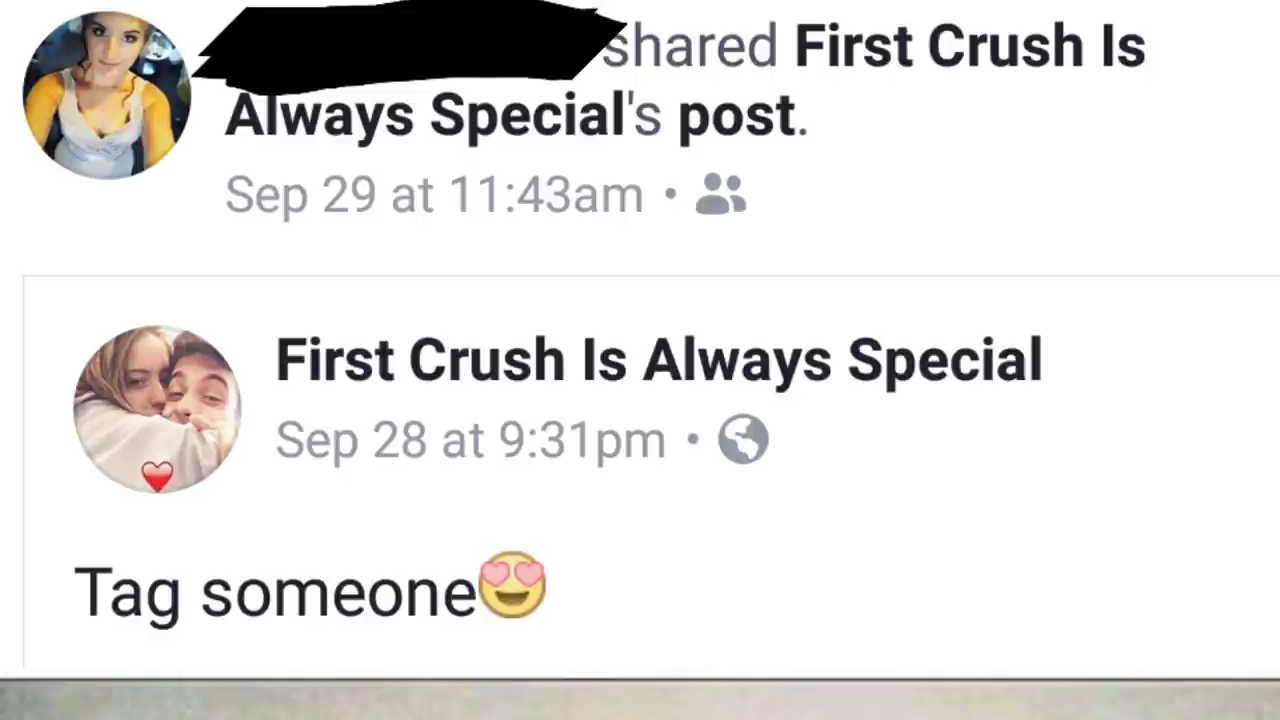 shared First Crush Is
Always Special's post.
Sep 29 at 11:43am ·
First Crush Is Always Special
Sep 28 at 9:31pm ·
Tag someone😍